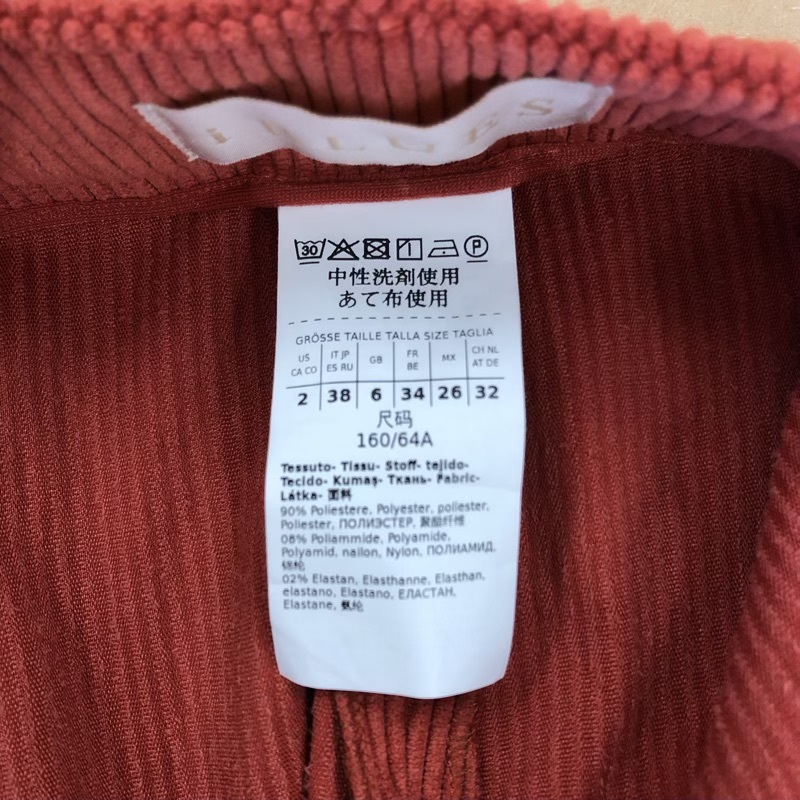 30
P
中性洗剤使用
あて布使用
GRÖSSE TAILLE TALLA SIZE TAGLIA
US CA CO IT JP ES RU GB FR BE MX CH NL AT DE
2 38 6 34 26 32
尺码
160/64A
Tessuto- Tissu- Stoff- tejido-
Tecido- Kumaş- Ткань- Fabric-
Látka- 面料
90% Poliestere, Polyester, poliester,
Poliester, ПОЛИЭСТЕР, 聚酯纤维
08% Poliammide, Polyamide,
Polyamid, nailon, Nylon, ПОЛИАМИД,
锦纶
02% Elastan, Elasthanne, Elasthan,
elastano, Elastano, ЕЛАСТАН,
Elastane, 氨纶